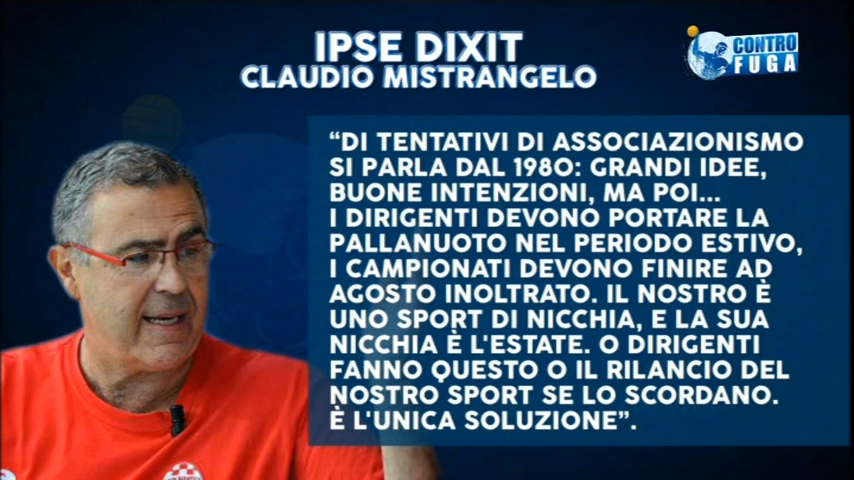 IPSE DIXIT
CLAUDIO MISTRANGELO
CONTRO
FUGA
“DI TENTATIVI DI ASSOCIAZIONISMO
SI PARLA DAL 1980: GRANDI IDEE,
BUONE INTENZIONI, MA POI...
I DIRIGENTI DEVONO PORTARE LA
PALLANUOTO NEL PERIODO ESTIVO,
I CAMPIONATI DEVONO FINIRE AD
AGOSTO INOLTRATO. IL NOSTRO È
UNO SPORT DI NICCHIA, E LA SUA
NICCHIA È L'ESTATE. O DIRIGENTI
FANNO QUESTO O IL RILANCIO DEL
NOSTRO SPORT SE LO SCORDANO.
È L'UNICA SOLUZIONE”.